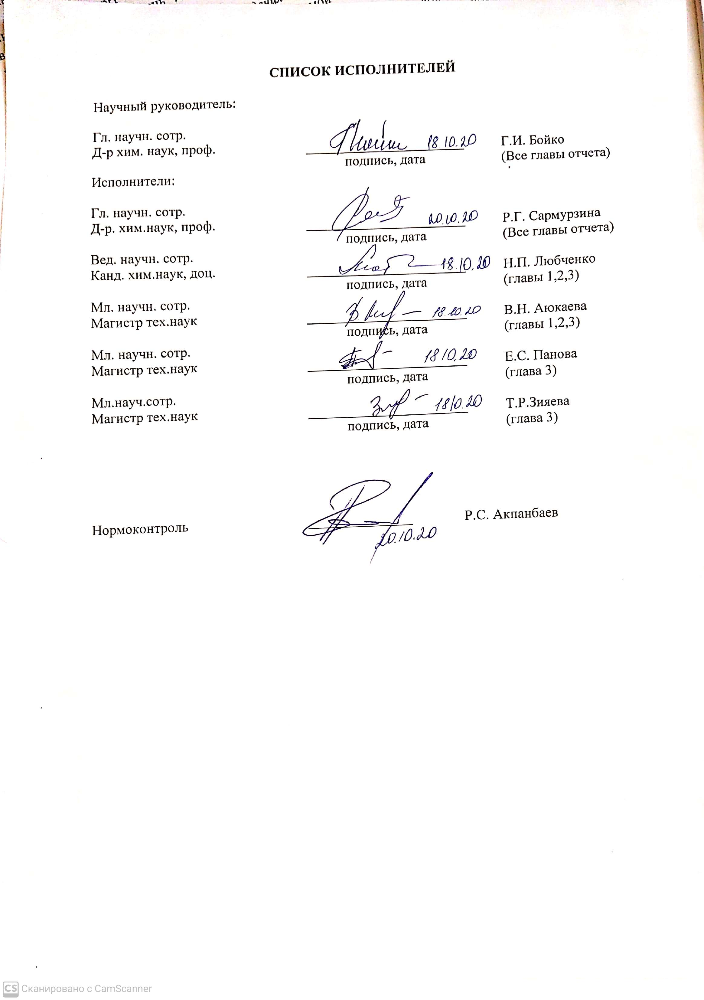 СПИСОК ИСПОЛНИТЕЛЕЙ
Научный руководитель:
Гл. научн. сотр.
Д-р хим. наук, проф.
18.10.20
подпись, дата
Г.И. Бойко
(Все главы отчета)
Исполнители:
Гл. научн. сотр.
Д-р. хим.наук, проф.
20.10.20
подпись, дата
Р.Г. Сармурзина
(Все главы отчета)
Вед. научн. сотр.
Канд. хим.наук, доц.
18.10.20
подпись, дата
Н.П. Любченко
(главы 1,2,3)
Мл. научн. сотр.
Магистр тех.наук
18.10.20
подпись, дата
В.Н. Аюкаева
(главы 1,2,3)
Мл. научн. сотр.
Магистр тех.наук
18 10.20
подпись, дата
Е.С. Панова
(глава 3)
Мл.науч.сотр.
Магистр тех.наук
18 10.20
подпись, дата
Т.Р.Зияева
(глава 3)
Нормоконтроль
20.10.20
Р.С. Акпанбаев
CS Сканировано с CamScanner